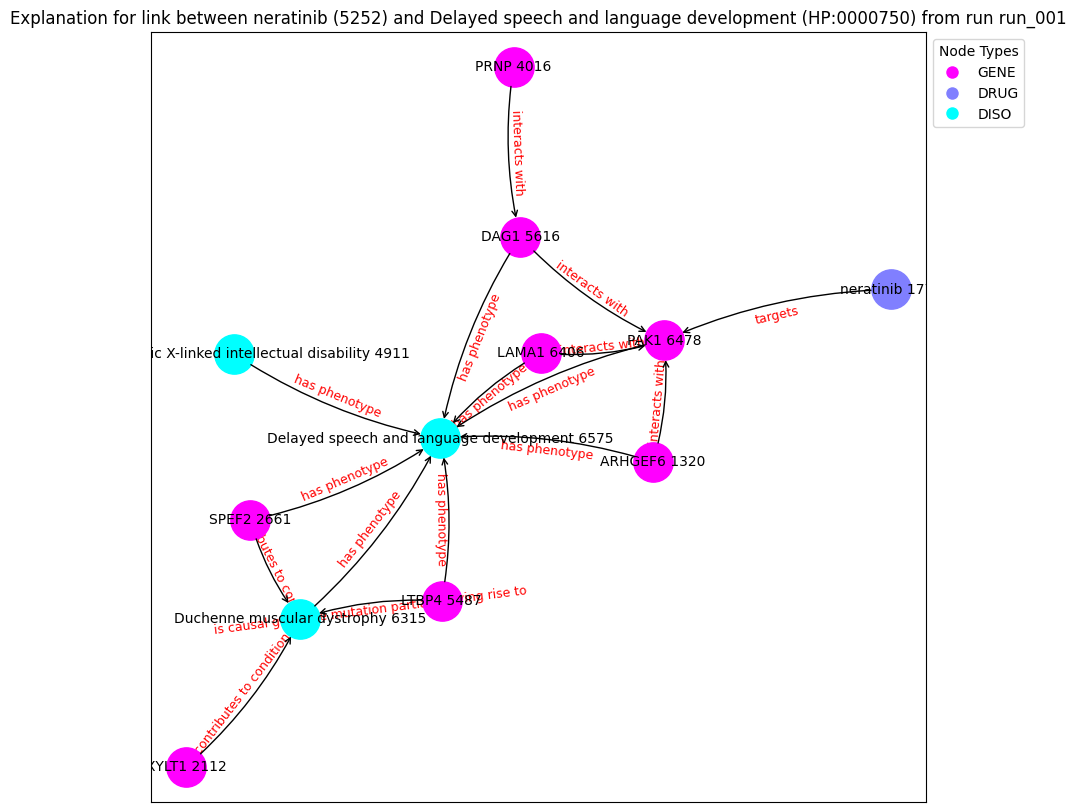 Explanation for link between neratinib (5252) and Delayed speech and language development (HP:0000750) from run run_001
Node Types
GENE
DRUG
DISO
PRNP 4016
interacts with
DAG1 5616
interacts with
neratinib 17
targets
has phenotype
PAK1 6478
LAMA1 6406
interacts with
ic X-linked intellectual disability 4911
has phenotype
has phenotype
has phenotype
interacts with
Delayed speech and language development 6575
has phenotype
ARHGEF6 1320
has phenotype
has phenotype
SPEF2 2661
has phenotype
LTBP4 5487
Duchenne muscular dystrophy 6315
is causal
mutation
rise to
contributes to condition
XYLT1 2112